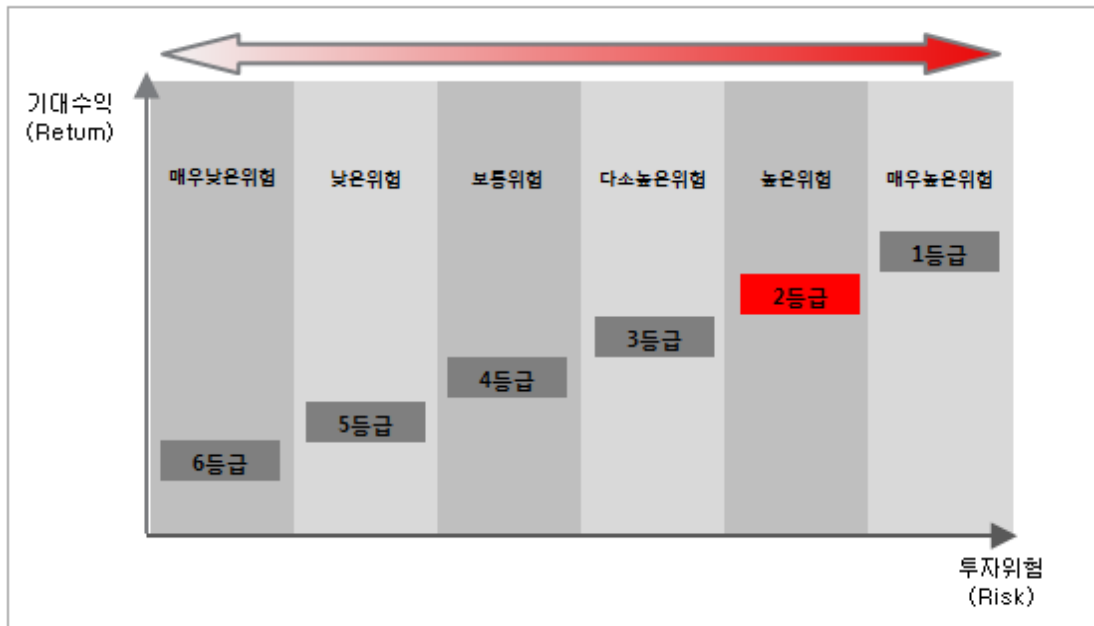 기대수익
(Retum)
매우낮은위험
낮은위험
보통위험
다소높은위험
높은위험
매우높은위험
1등급
2등급
3등급
4등급
5등급
6등급
투자위험
(Risk)